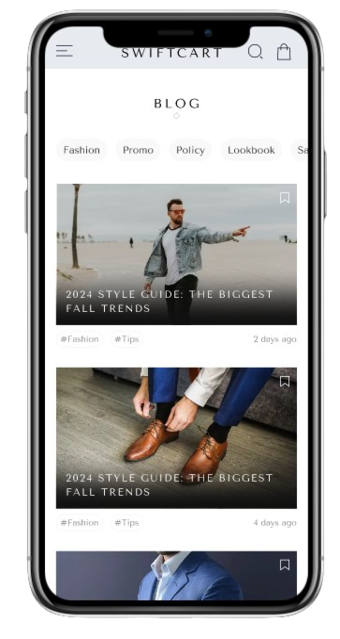 SWIFTCART
BLOG
Fashion Promo Policy Lookbook Sa
2024 STYLE GUIDE: THE BIGGEST
FALL TRENDS
#Fashion #Tips 2 days ago
2024 STYLE GUIDE: THE BIGGEST
FALL TRENDS
#Fashion #Tips 4 days ago